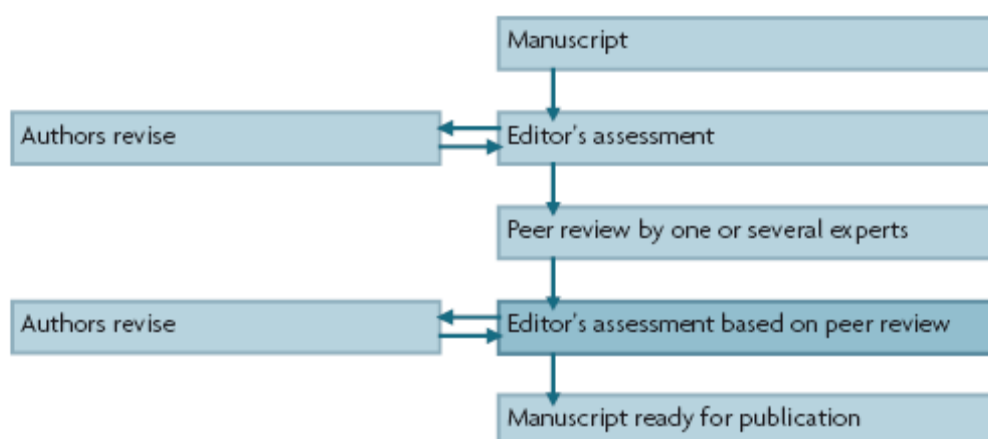 Manuscript
Authors revise
Editor's assessment
Peer review by one or several experts
Authors revise
Editor's assessment based on peer review
Manuscript ready for publication